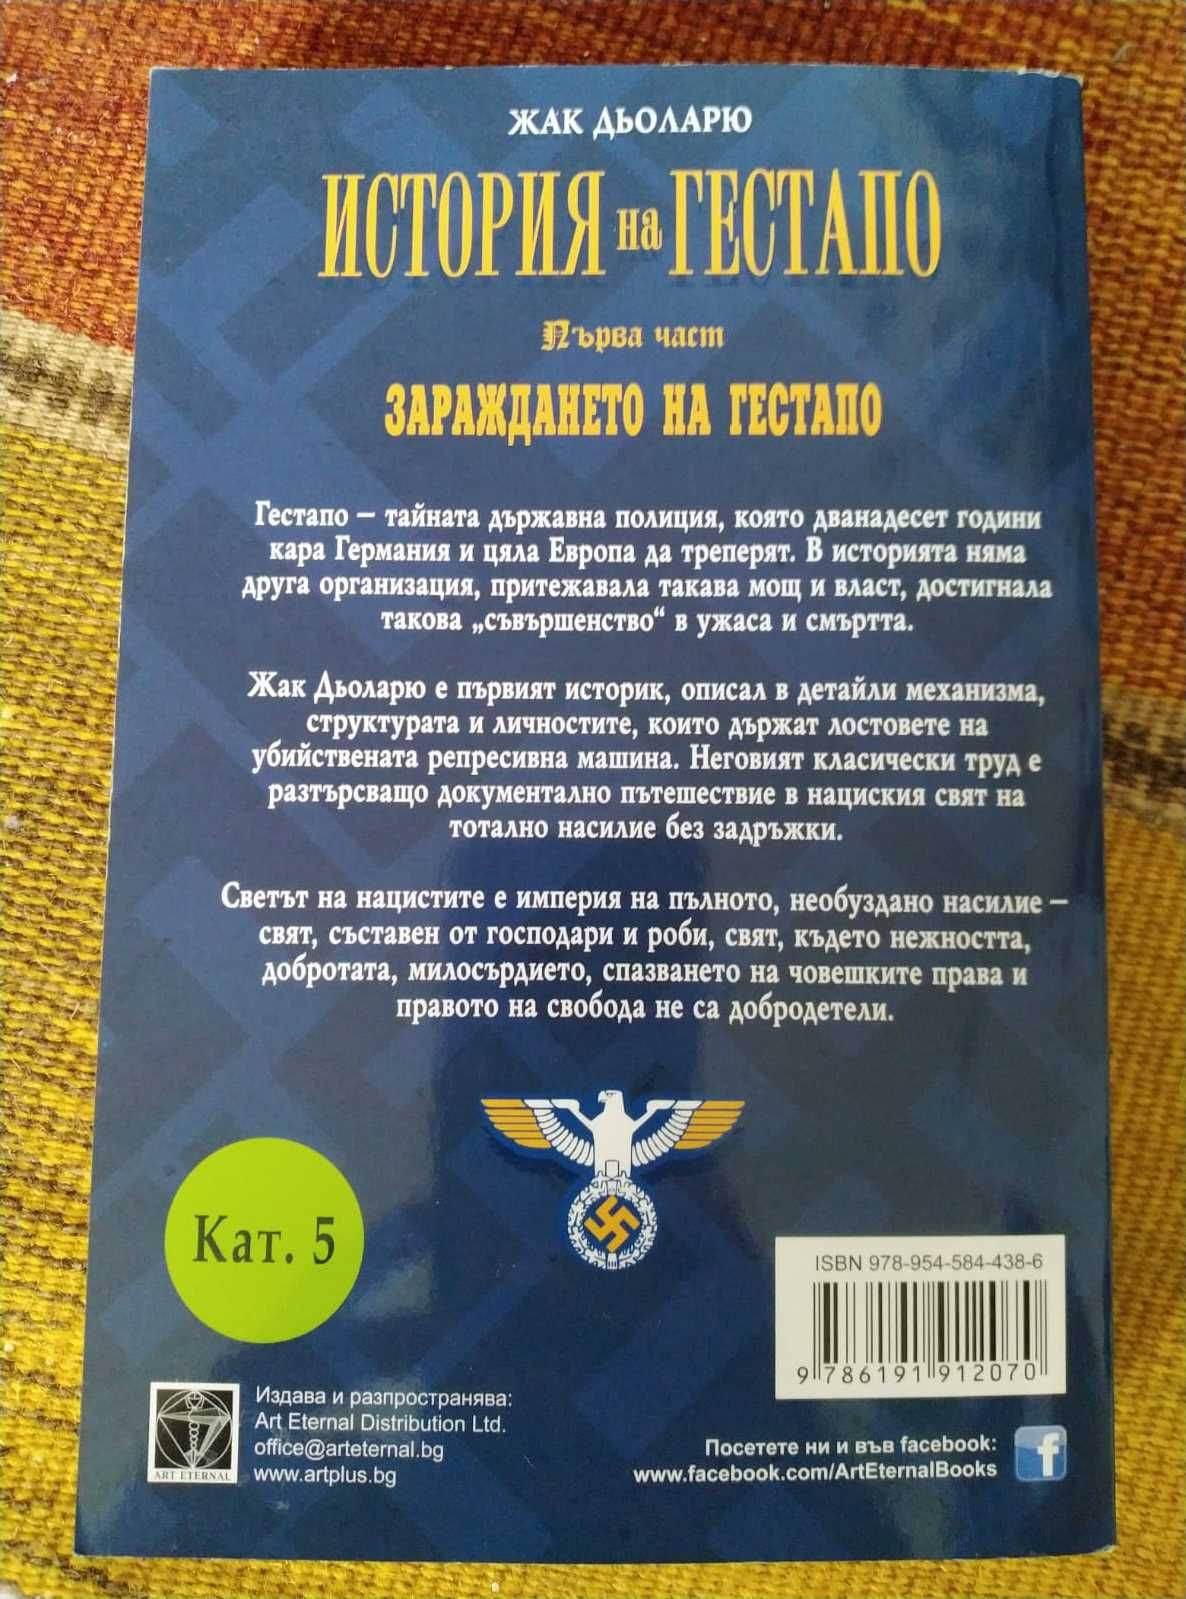 ЖАК ДЬОЛАРЮ
ИСТОРИЯ на ГЕСТАПО
Първа част
ЗАРАЖДАНЕТО НА ГЕСТАПО
Гестапо – тайната държавна полиция, която дванадесет години
кара Германия и цяла Европа да треперят. В историята няма
друга организация, притежавала такава мощ и власт, достигнала
такова „съвършенство“ в ужаса и смъртта.
Жак Дьоларю е първият историк, описал в детайли механизма,
структурата и личностите, които държат лостовете на
убийствената репресивна машина. Неговият класически труд е
разтърсващо документално пътешествие в нациския свят на
тотално насилие без задръжки.
Светът на нацистите е империя на пълното, необуздано насилие –
свят, съставен от господари и роби, свят, където нежността,
добротата, милосърдието, спазването на човешките права и
правото на свобода не са добродетели.
Кат. 5
ISBN 978-954-584-438-6
9 786191 912070
ART ETERNAL
Издава и разпространява:
Art Eternal Distribution Ltd.
office@arteternal.bg
www.artplus.bg
Посетете ни и във facebook:
www.facebook.com/ArtEternalBooks
f